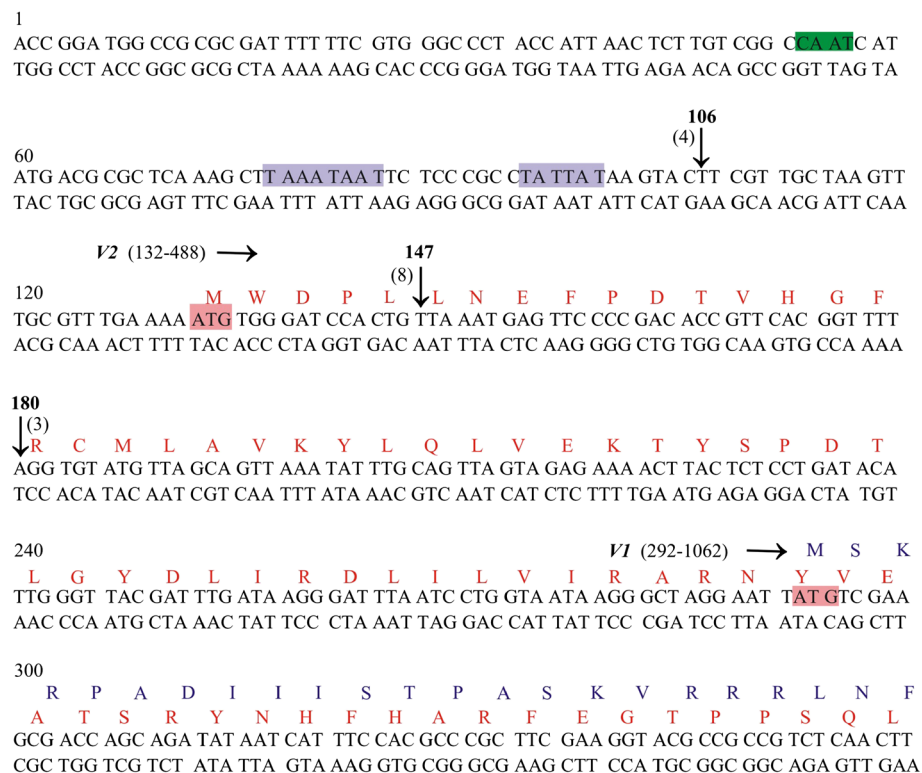 1
ACC GGA TGG CCG CGC GAT TTT TTC GTG GGC CCT ACC ATT AAC TCT TGT CGG CCAAT CAT
TGG CCT ACC GGC GCG CTA AAA AAG CAC CCG GGA TGG TAA TTG AGA ACA GCC GGT TAG TA
106
(4)
60
ATG ACG CGC TCA AAG CTT AAA TAAT TC TCC CGC CTA TTAT AAG TAC TT CGT TGC TAA GTT
TAC TGC GCG AGT TTC GAA TTT ATT AAG AGG GCG GAT AAT ATT CAT GAA GCA ACG ATT CAA
V2 (132-488)
147
(8)
120
M W D P L L N E F P D T V H G F
TGC GTT TGA AAA ATG TGG GAT CCA CTG TTA AAT GAG TTC CCC GAC ACC GTT CAC GGT TTT
ACG CAA ACT TTT TAC ACC CTA GGT GAC AAT TTA CTC AAG GGG CTG TGG CAA GTG CCA AAA
180
(3)
R C M L A V K Y L Q L V E K T Y S P D T
AGG TGT ATG TTA GCA GTT AAA TAT TTG CAG TTA GTA GAG AAA ACT TAC TCT CCT GAT ACA
TCC ACA TAC AAT CGT CAA TTT ATA AAC GTC AAT CAT CTC TTT TGA ATG AGA GGA CTA TGT
240
V1 (292-1062)
M S K
L G Y D L I R D L I L V I R A R N Y V E
TTG GGT TAC GAT TTG ATA AGG GAT TTA ATC CTG GTA ATA AGG GCT AGG AAT TATG TCG AA
AAC CCA ATG CTA AAC TAT TCC CTA AAT TAG GAC CAT TAT TCC CGA TCC TTA ATA CAG CTT
300
R P A D I I I S T P A S K V R R R L N F
A T S R Y N H F H A R F E G T P P S Q L
GCG ACC AGC AGA TAT AAT CAT TTC CAC GCC CGC TTC GAA GGT ACG CCG CCG TCT CAA CTT
CGC TGG TCG TCT ATA TTA GTA AAG GTG CGG GCG AAG CTT CCA TGC GGC GGC AGA GTT GAA